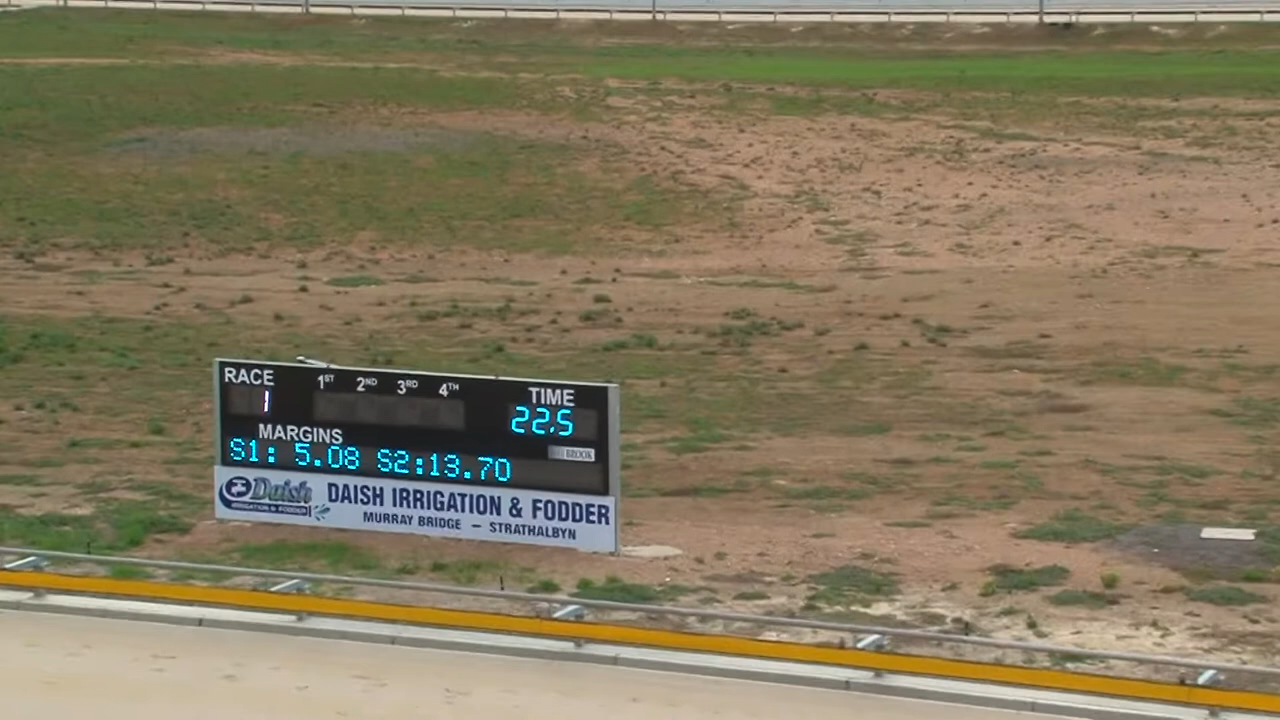 RACE 1ST 2ND 3RD 4TH TIME
1 22.5
MARGINS
S1: 5.08 S2:13.70
BROOK
Daish
IRRIGATION & FODDER
DAISH IRRIGATION & FODDER
MURRAY BRIDGE – STRATHALBYN